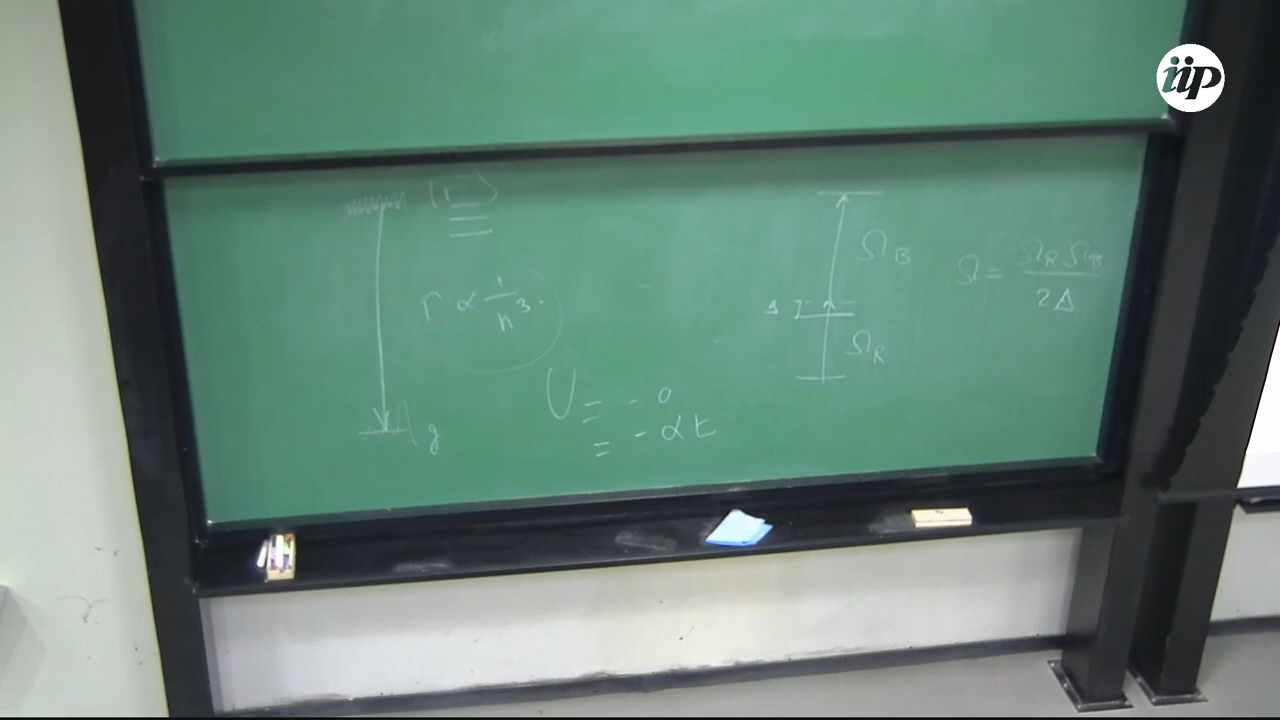 iip
(Γ)
Γ ∝ 1/n³.
g
U = - 0
= - αt
Ω_B
Δ
Ω_R
Ω = Ω_R Ω_B / 2Δ